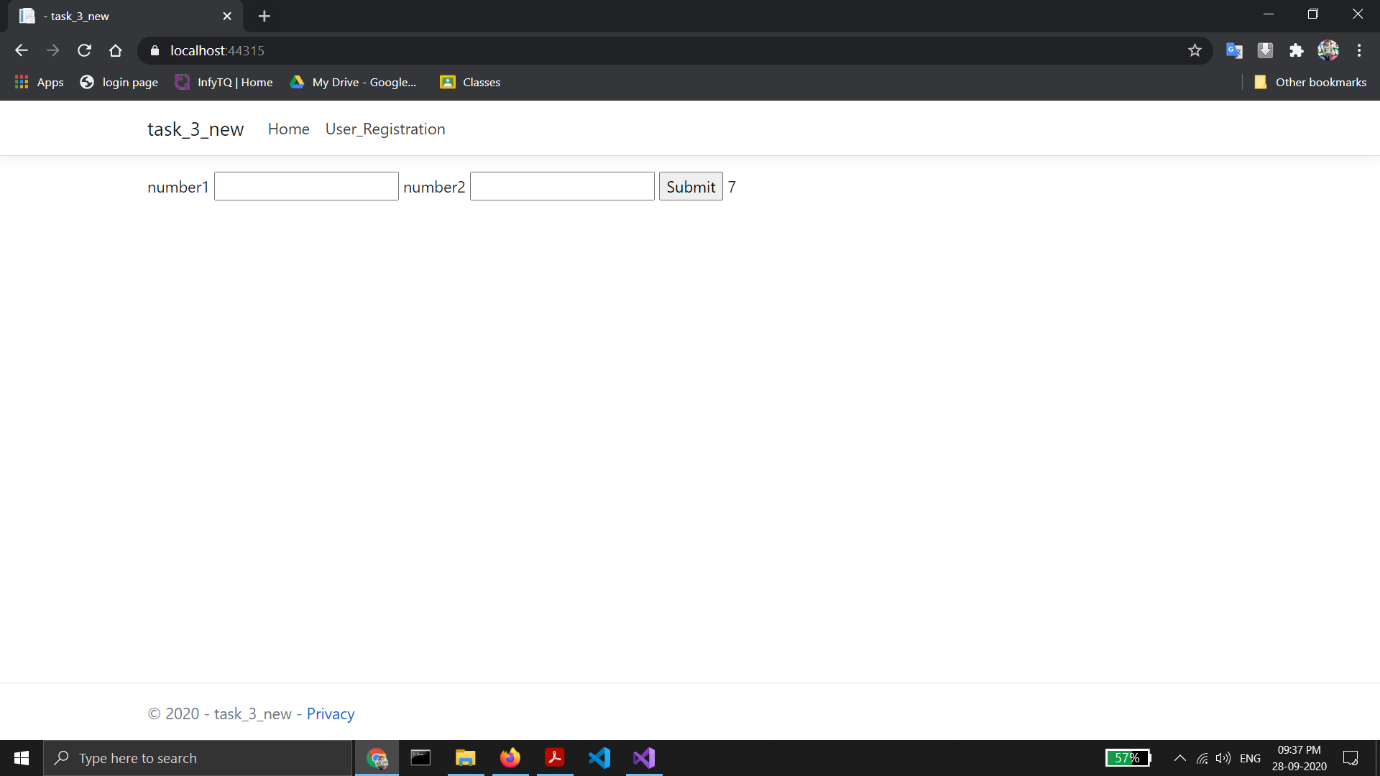 - task_3_new
localhost:44315
Apps login page InfyTQ | Home My Drive - Google... Classes Other bookmarks
task_3_new Home User_Registration
number1 number2 Submit 7
© 2020 - task_3_new - Privacy
Type here to search 57% ENG 09:37 PM
28-09-2020